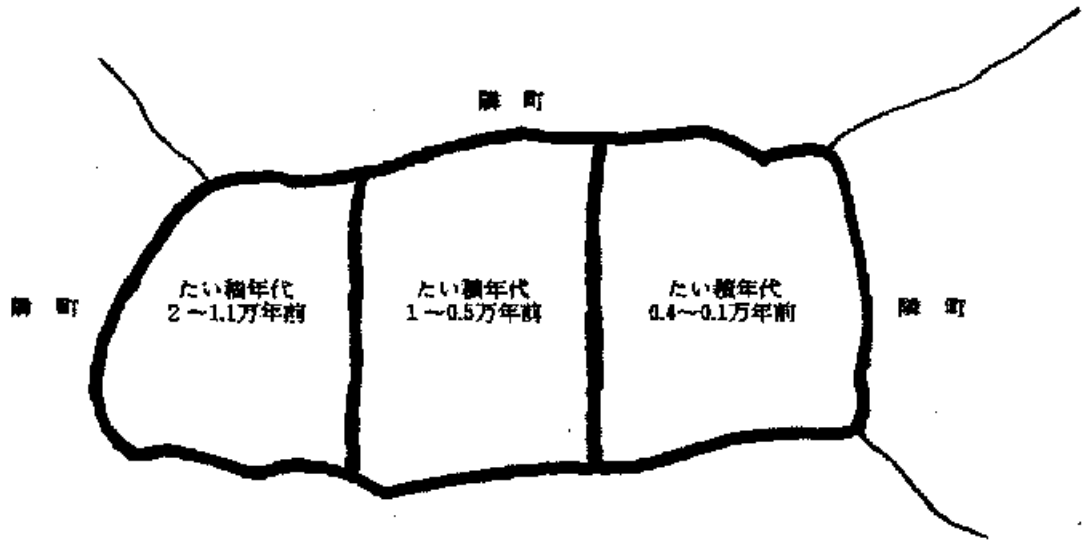 隣 町
たい積年代
2～1.1万年前
たい積年代
1～0.5万年前
たい積年代
0.4～0.1万年前
隣 町
隣 町